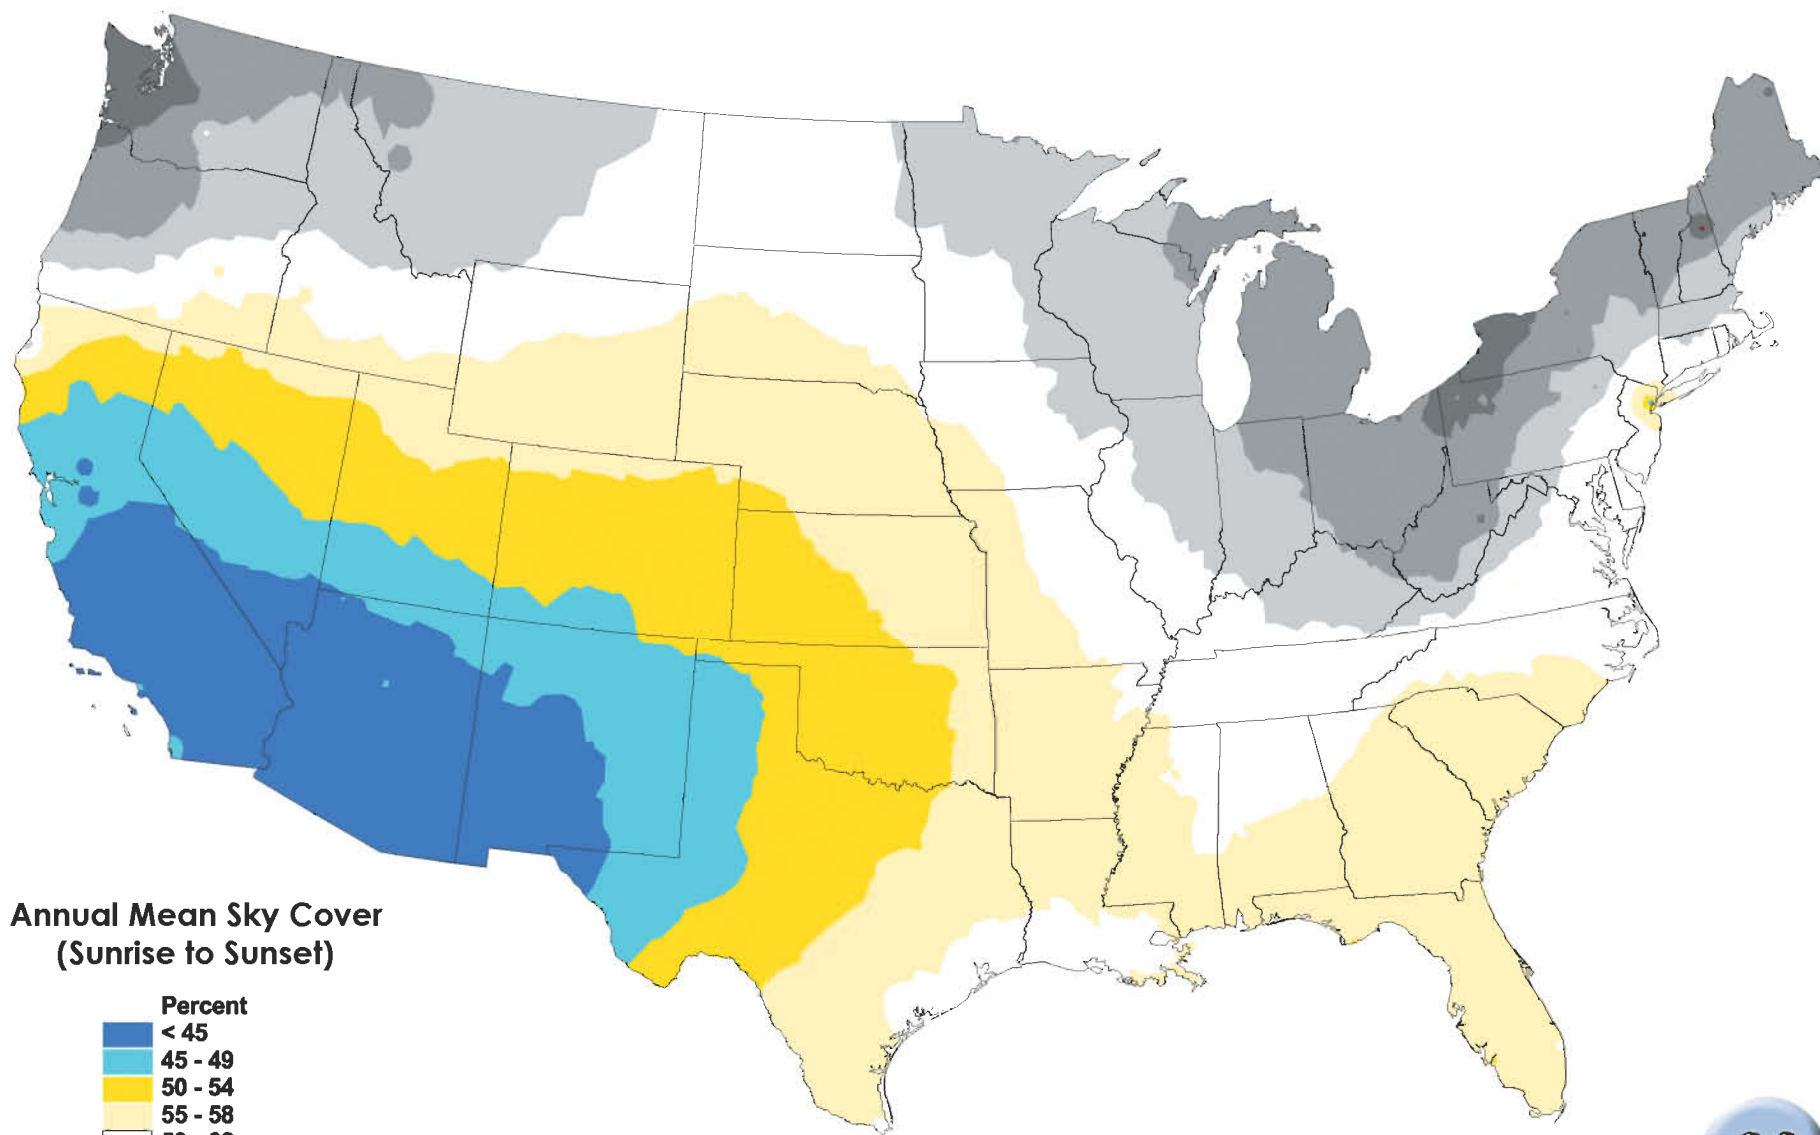 Annual Mean Sky Cover
(Sunrise to Sunset)
Percent
< 45
45 - 49
50 - 54
55 - 58